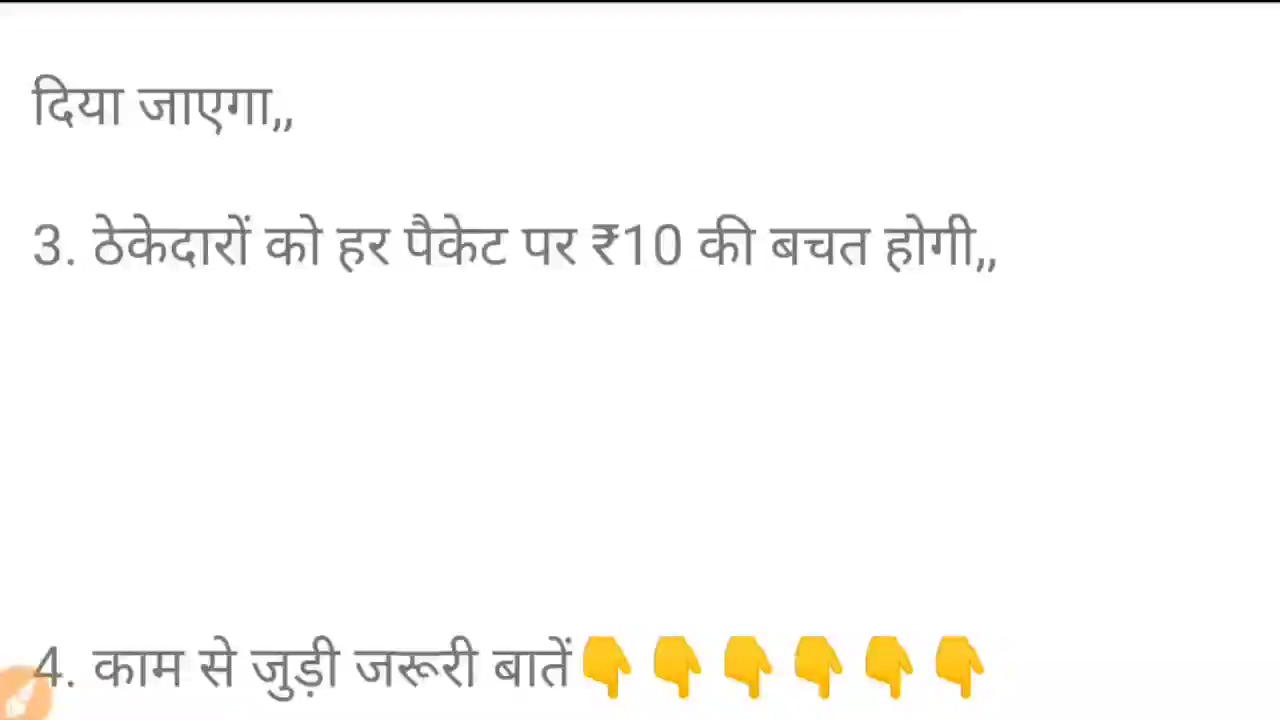 दिया जाएगा,,
3. ठेकेदारों को हर पैकेट पर ₹10 की बचत होगी,,
4. काम से जुड़ी जरूरी बातें👇👇👇👇👇👇